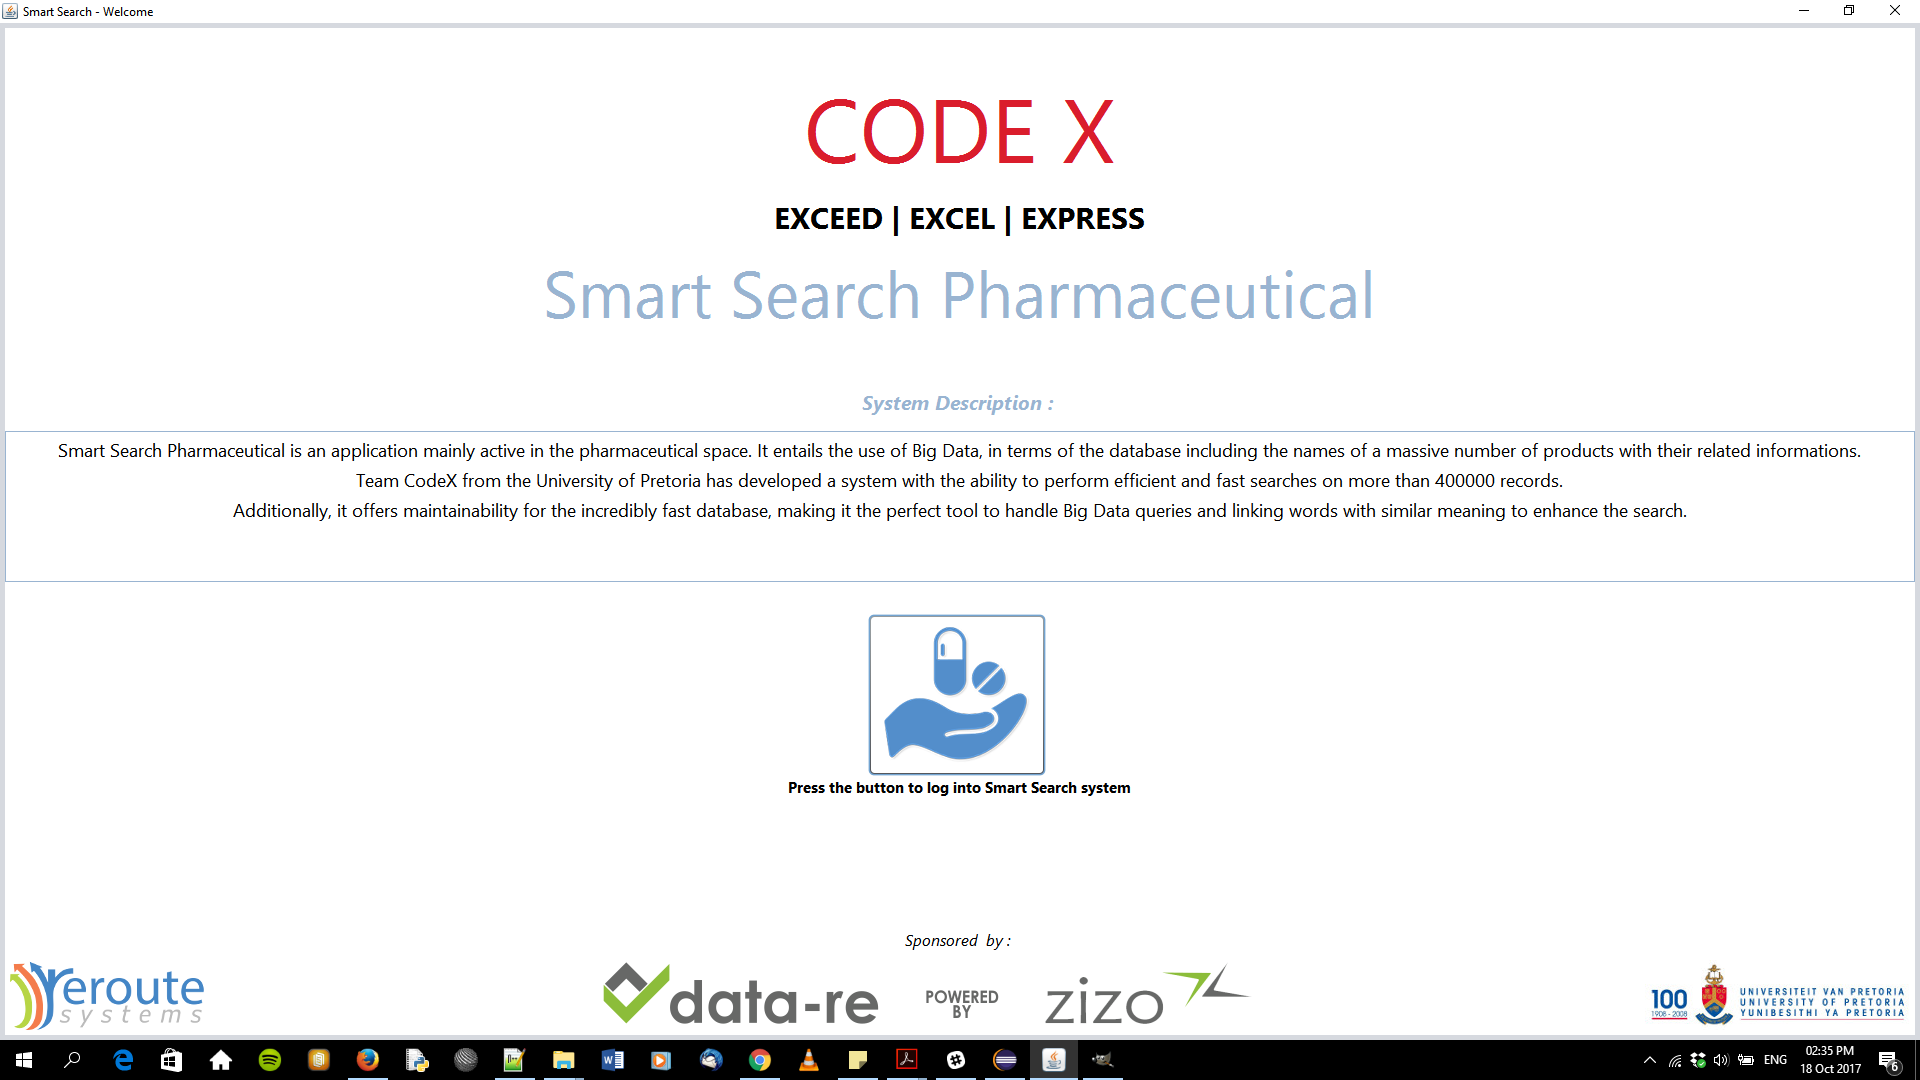 Smart Search - Welcome
CODE X
EXCEED | EXCEL | EXPRESS
Smart Search Pharmaceutical
System Description :
Smart Search Pharmaceutical is an application mainly active in the pharmaceutical space. It entails the use of Big Data, in terms of the database including the names of a massive number of products with their related informations.
Team CodeX from the University of Pretoria has developed a system with the ability to perform efficient and fast searches on more than 400000 records.
Additionally, it offers maintainability for the incredibly fast database, making it the perfect tool to handle Big Data queries and linking words with similar meaning to enhance the search.
Press the button to log into Smart Search system
Sponsored by :
reroute
systems
data-re
POWERED
BY
zizo
100
1908 - 2008
UNIVERSITEIT VAN PRETORIA
UNIVERSITY OF PRETORIA
YUNIBESITHI YA PRETORIA
ENG
02:35 PM
18 Oct 2017
6